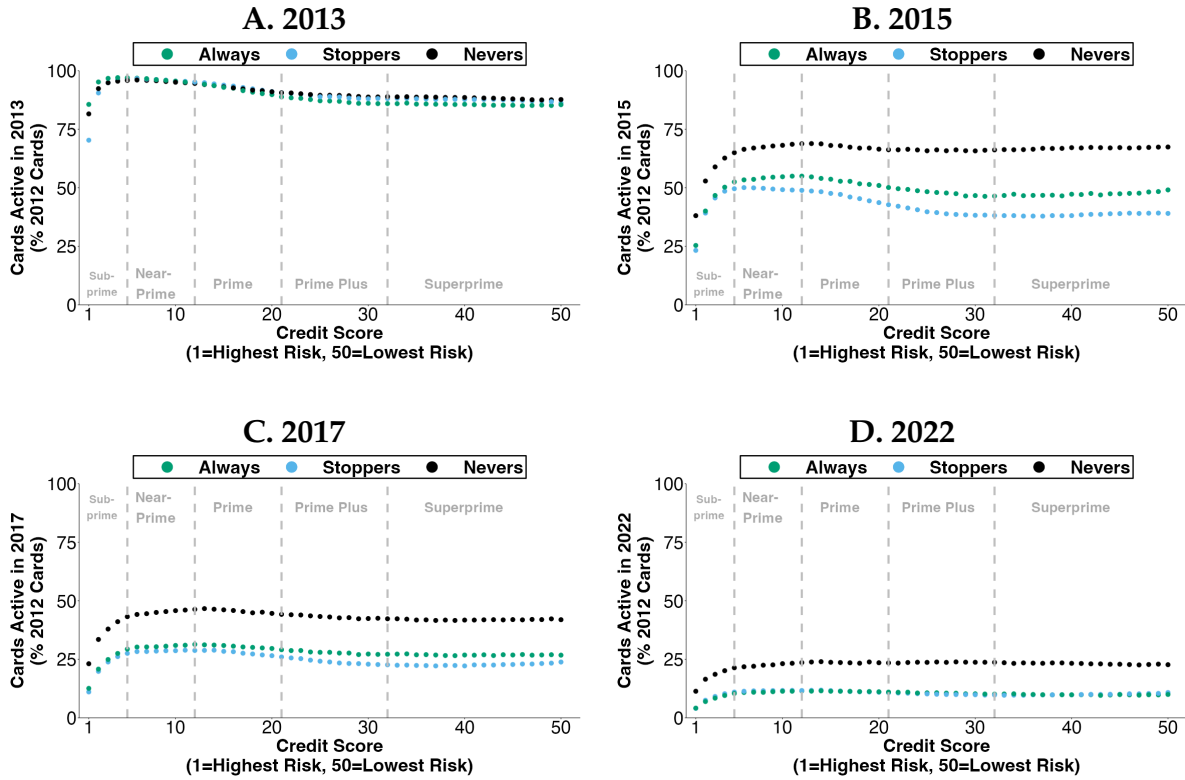 A. 2013
Always Stoppers Nevers
Cards Active in 2013
(% 2012 Cards)
100
75
50
25
0
Sub-
prime
Near-
Prime
Prime
Prime Plus
Superprime
1 10 20 30 40 50
Credit Score
(1=Highest Risk, 50=Lowest Risk)
B. 2015
Always Stoppers Nevers
Cards Active in 2015
(% 2012 Cards)
100
75
50
25
0
Sub-
prime
Near-
Prime
Prime
Prime Plus
Superprime
1 10 20 30 40 50
Credit Score
(1=Highest Risk, 50=Lowest Risk)
C. 2017
Always Stoppers Nevers
Cards Active in 2017
(% 2012 Cards)
100
75
50
25
0
Sub-
prime
Near-
Prime
Prime
Prime Plus
Superprime
1 10 20 30 40 50
Credit Score
(1=Highest Risk, 50=Lowest Risk)
D. 2022
Always Stoppers Nevers
Cards Active in 2022
(% 2012 Cards)
100
75
50
25
0
Sub-
prime
Near-
Prime
Prime
Prime Plus
Superprime
1 10 20 30 40 50
Credit Score
(1=Highest Risk, 50=Lowest Risk)